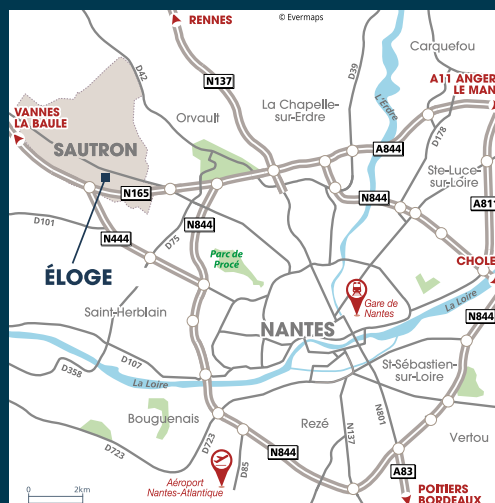 RENNES
© Evermaps
Carquefou
D42
N137
D39
L'Erdre
A11 ANGER
LE MAN
La Chapelle-
sur-Erdre
Orvault
D178
VANNES
LA BAULE
SAUTRON
A844
Ste-Luce-
sur-Loire
N165
N844
A811
D101
N844
D75
N444
Parc de
Procé
ÉLOGE
CHOLE
Gare de
Nantes
La Loire
Saint-Herblain
NANTES
N844
D107
D358
La Loire
St-Sébastien-
sur-Loire
Bouguenais
Rezé
N801
Vertou
D723
D723
N844
N137
D85
A83
Aéroport
Nantes-Atlantique
POITIERS
BORDEAUX
0 2km